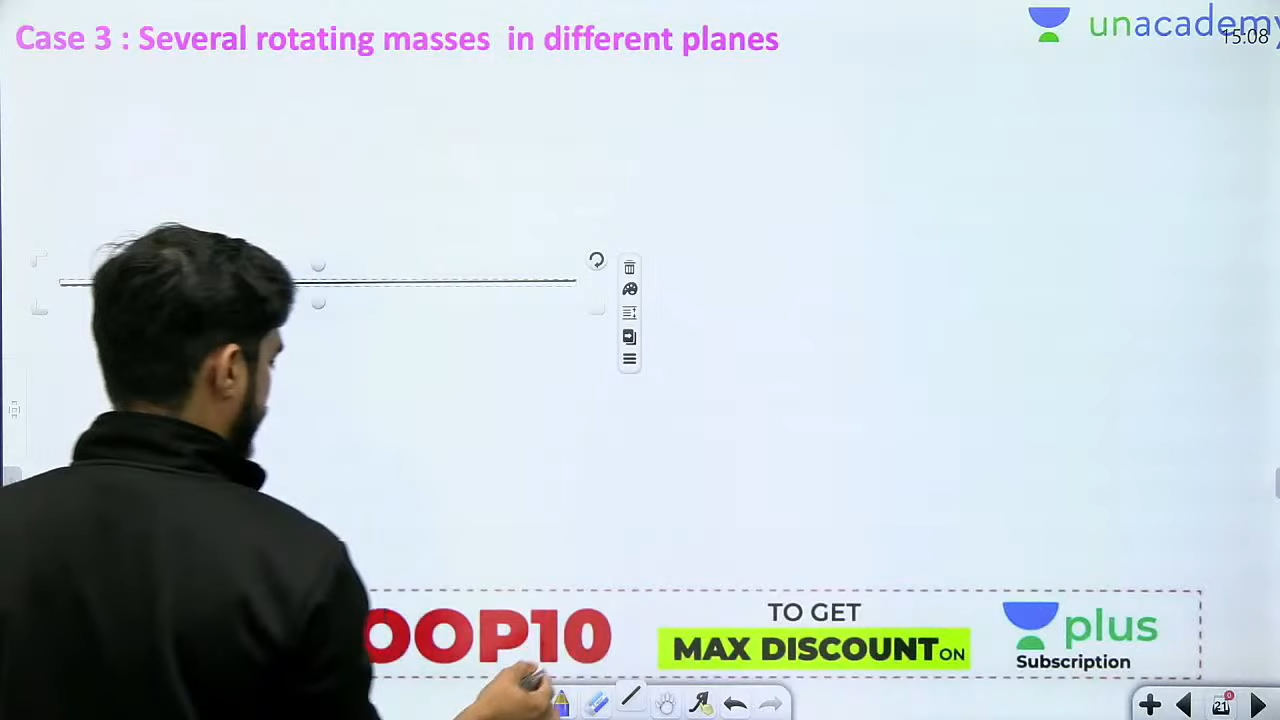 Case 3 : Several rotating masses in different planes
unacademy
15:08
OOP10
TO GET
MAX DISCOUNT ON
plus
Subscription
21
0